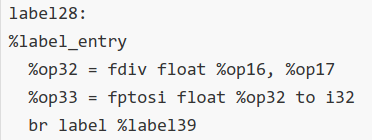 label28:
%label_entry
%op32 = fdiv float %op16, %op17
%op33 = fptosi float %op32 to i32
br label %label39